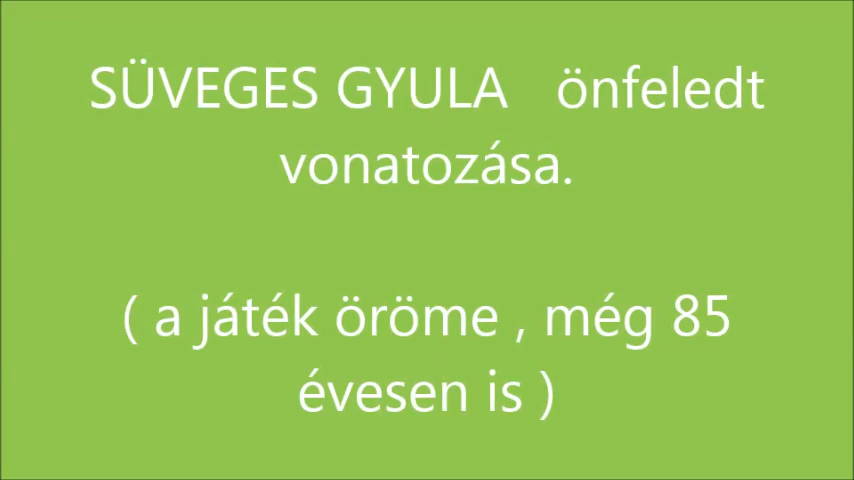 SÜVEGES GYULA   önfeledt
vonatozása.
( a játék öröme , még 85
évesen is )